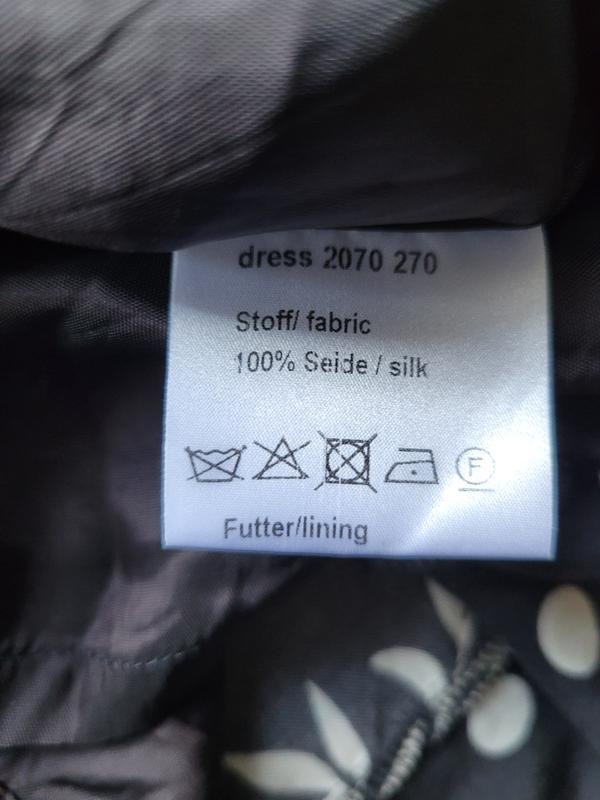 dress 2070 270
Stoff/ fabric
100% Seide / silk
F
Futter/lining